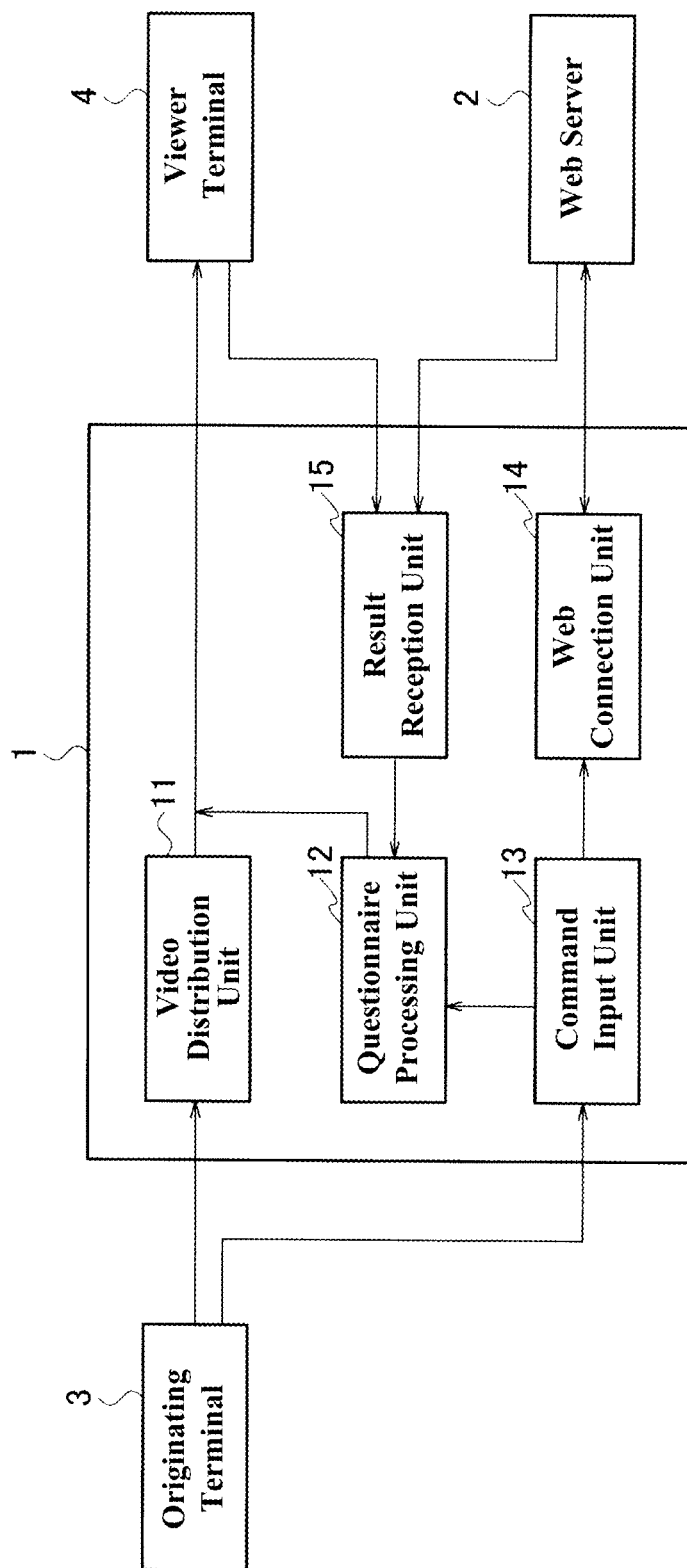 1
3
Originating
Terminal
11
Video
Distribution
Unit
4
Viewer
Terminal
12
Questionnaire
Processing Unit
15
Result
Reception Unit
13
Command
Input Unit
14
Web
Connection Unit
2
Web Server